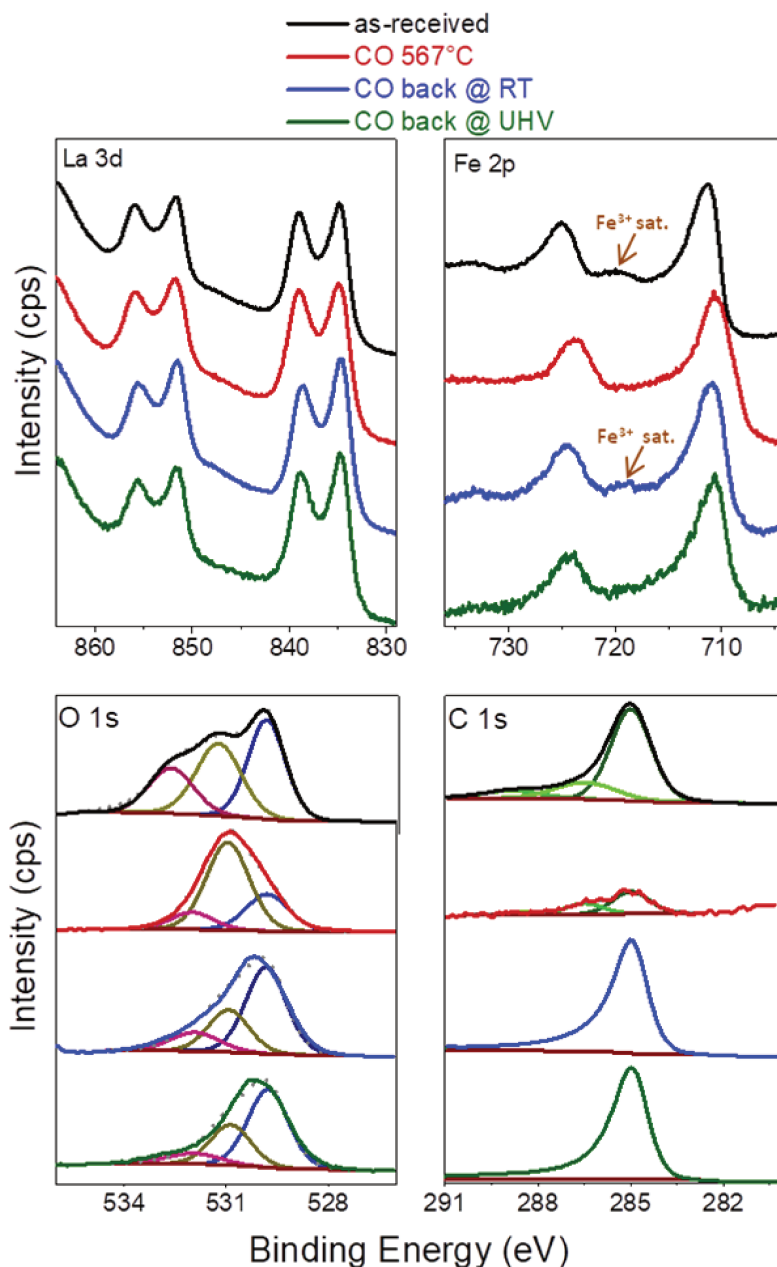 as-received
CO 567°C
CO back @ RT
CO back @ UHV
La 3d
Fe 2p
Fe³⁺ sat.
Fe³⁺ sat.
Intensity (cps)
860 850 840 830
730 720 710
O 1s
C 1s
Intensity (cps)
534 531 528
291 288 285 282
Binding Energy (eV)